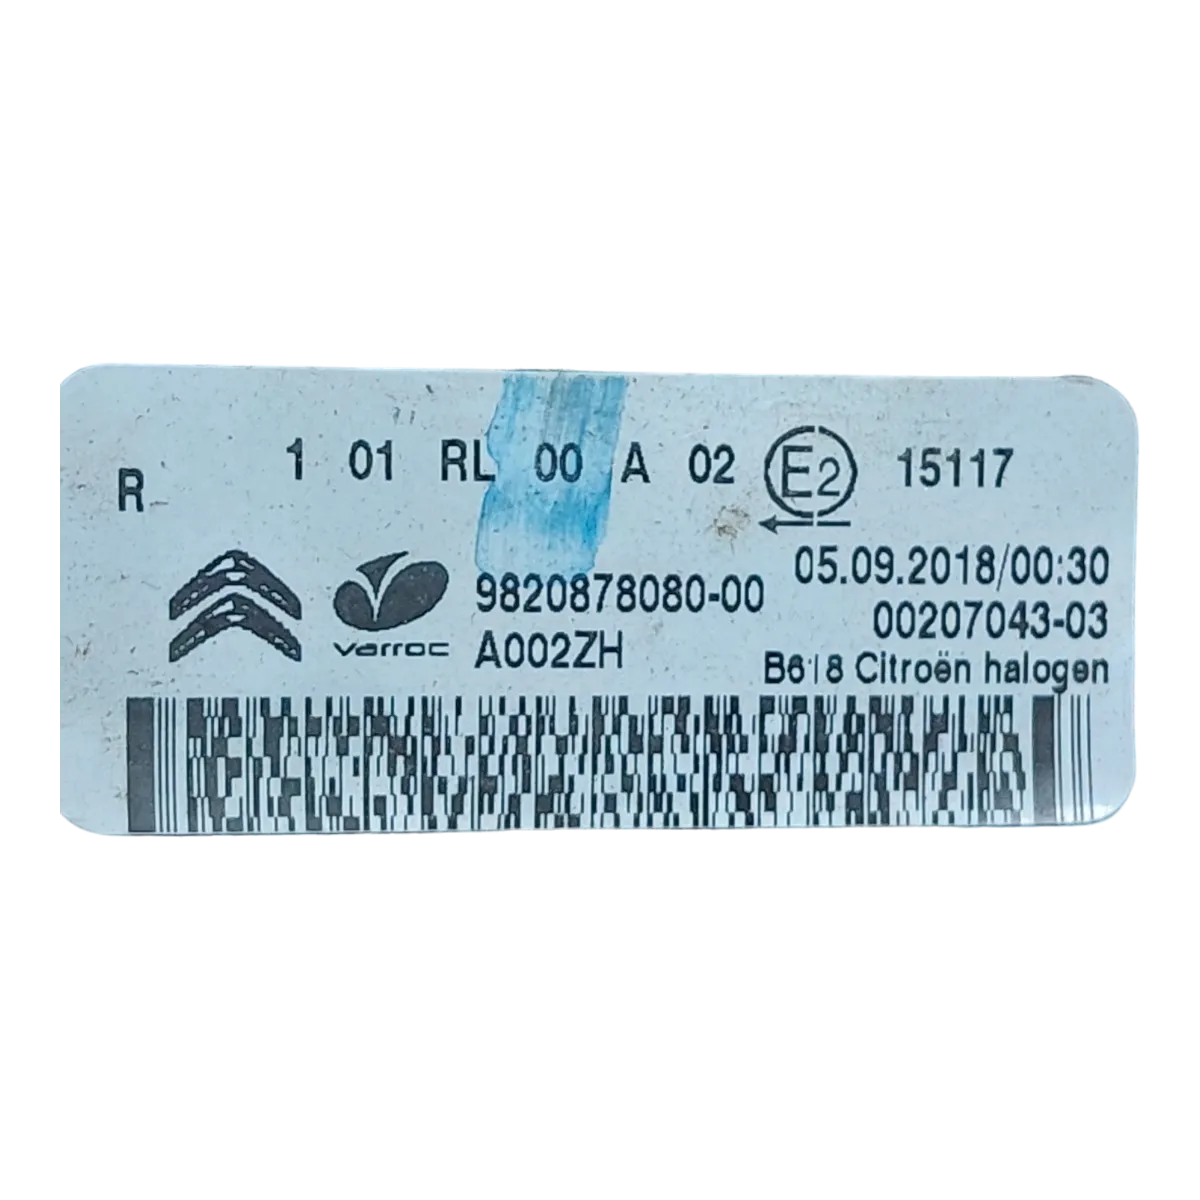 R 1 01 RL 00 A 02 E2 15117
05.09.2018/00:30
varroc 9820878080-00 00207043-03
A002ZH B618 Citroën halogen